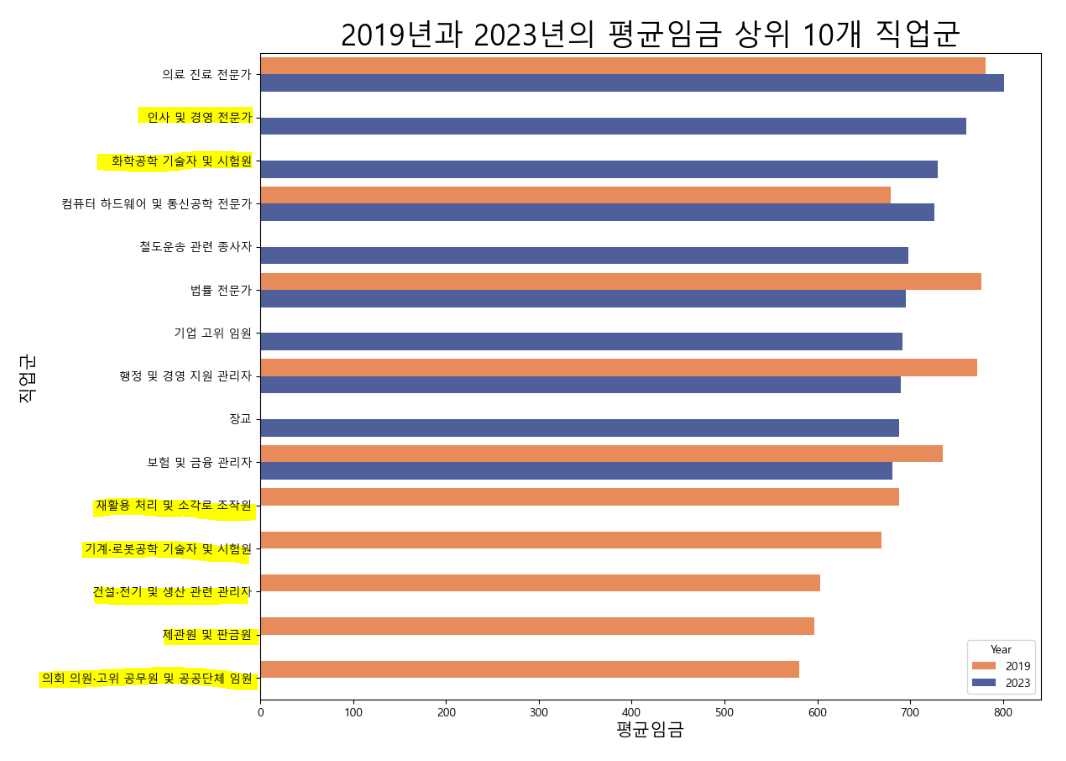 2019년과 2023년의 평균임금 상위 10개 직업군
의료 진료 전문가
인사 및 경영 전문가
화학공학 기술자 및 시험원
컴퓨터 하드웨어 및 통신공학 전문가
철도운송 관련 종사자
법률 전문가
기업 고위 임원
행정 및 경영 지원 관리자
장교
보험 및 금융 관리자
재활용 처리 및 소각로 조작원
기계·로봇공학 기술자 및 시험원
건설·전기 및 생산 관련 관리자
제관원 및 판금원
의회 의원·고위 공무원 및 공공단체 임원
직업군
Year
2019
2023
0 100 200 300 400 500 600 700 800
평균임금